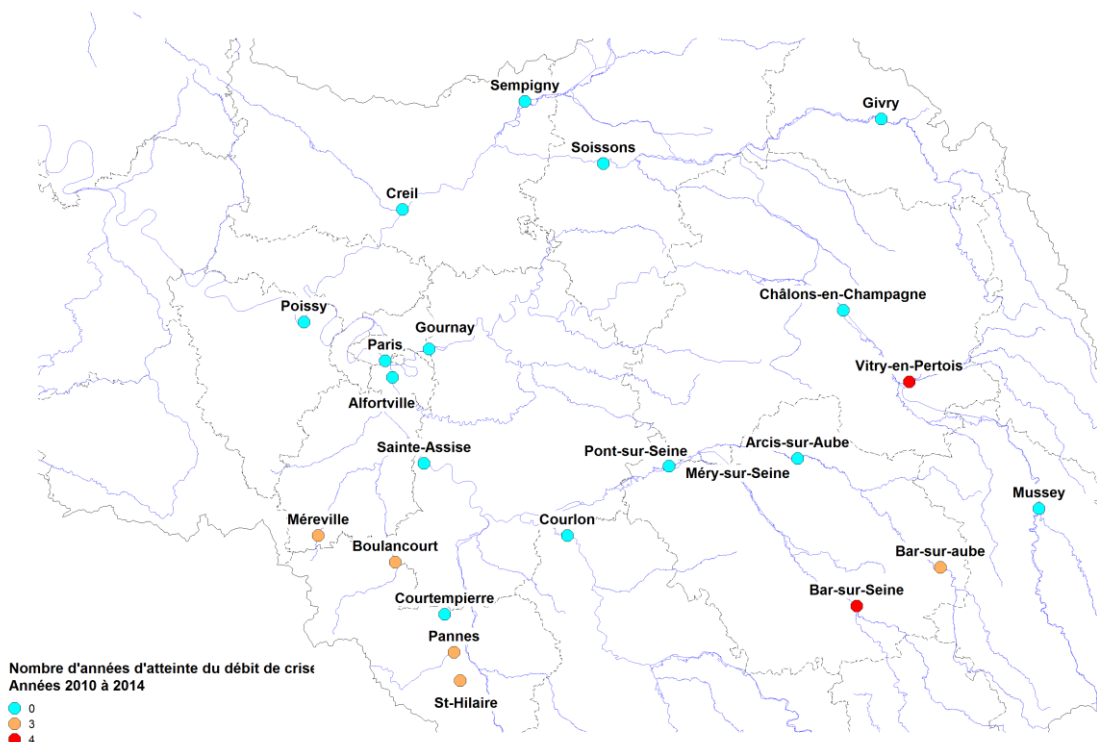 Sempigny
Givry
Soissons
Creil
Châlons-en-Champagne
Poissy
Gournay
Paris
Vitry-en-Pertois
Alfortville
Sainte-Assise
Pont-sur-Seine
Arcis-sur-Aube
Méry-sur-Seine
Mussey
Méreville
Courlon
Boulancourt
Bar-sur-aube
Bar-sur-Seine
Courtempierre
Pannes
St-Hilaire
Nombre d'années d'atteinte du débit de crise
Années 2010 à 2014
0
3
4